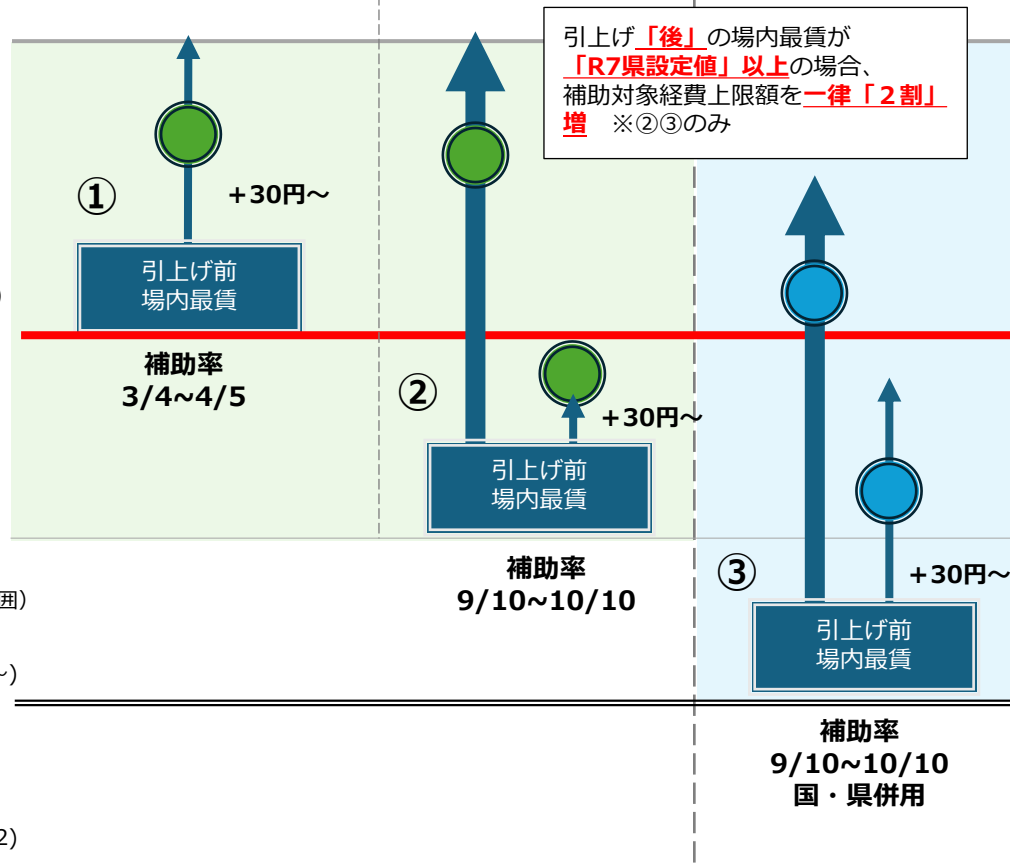 引上げ「後」の場内最賃が
「R7県設定値」以上の場合、
補助対象経費上限額を一律「2割」
増　※②③のみ
①
+30円～
引上げ前
場内最賃
)
補助率
3/4~4/5
②
+30円～
引上げ前
場内最賃
補助率
9/10~10/10
③
+30円～
囲)
引上げ前
場内最賃
～)
補助率
9/10~10/10
国・県併用
2)